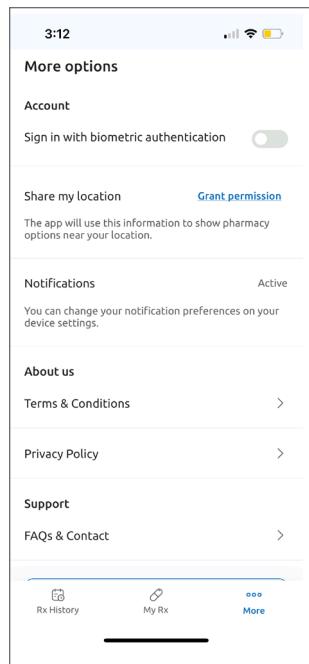 3:12
More options
Account
Sign in with biometric authentication
Share my location
Grant permission
The app will use this information to show pharmacy
options near your location.
Notifications
Active
You can change your notification preferences on your
device settings.
About us
Terms & Conditions
Privacy Policy
Support
FAQs & Contact
Rx History
My Rx
More